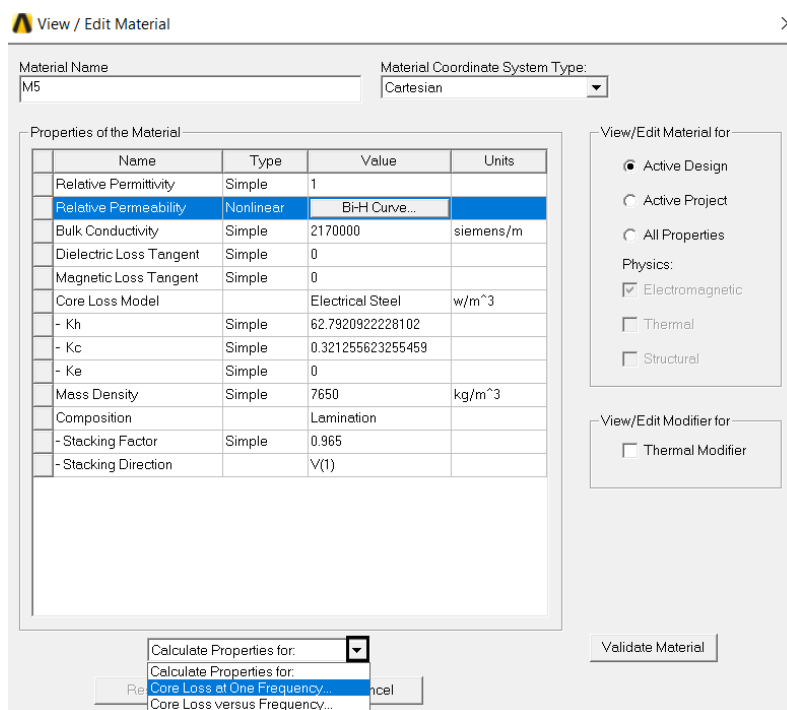 View / Edit Material
Material Name
Material Coordinate System Type:
M5
Cartesian
Properties of the Material
Name Type Value Units
Relative Permittivity Simple 1
Relative Permeability Nonlinear Bi-H Curve...
Bulk Conductivity Simple 2170000 siemens/m
Dielectric Loss Tangent Simple 0
Magnetic Loss Tangent Simple 0
Core Loss Model Electrical Steel w/m^3
- Kh Simple 62.7920922228102
- Kc Simple 0.321255623255459
- Ke Simple 0
Mass Density Simple 7650 kg/m^3
Composition Lamination
- Stacking Factor Simple 0.965
- Stacking Direction V(1)
View/Edit Material for
Active Design
Active Project
All Properties
Physics:
Electromagnetic
Thermal
Structural
View/Edit Modifier for
Thermal Modifier
Calculate Properties for:
Validate Material
Calculate Properties for:
Core Loss at One Frequency...
Core Loss versus Frequency...
Re
ncel